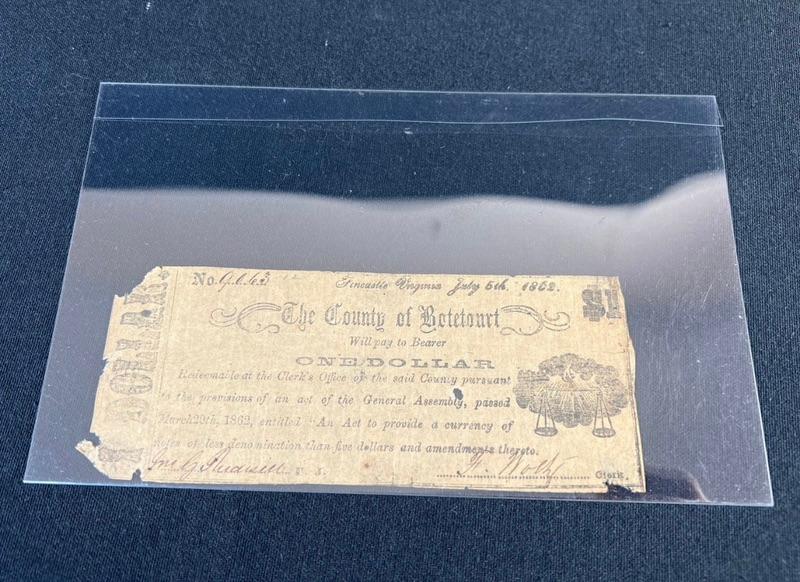 No.
Fincastle Virginia July 5th 1862.
$1
The County of Botetourt
Will pay to Bearer
ONE DOLLAR
Redeemable at the Clerk's Office of the said County pursuant
to the provisions of an act of the General Assembly, passed
March 29th, 1862, entitled "An Act to provide a currency of
notes of less denomination than five dollars and amendments thereto.
1 DOLLAR.
F. Woltz Clerk.